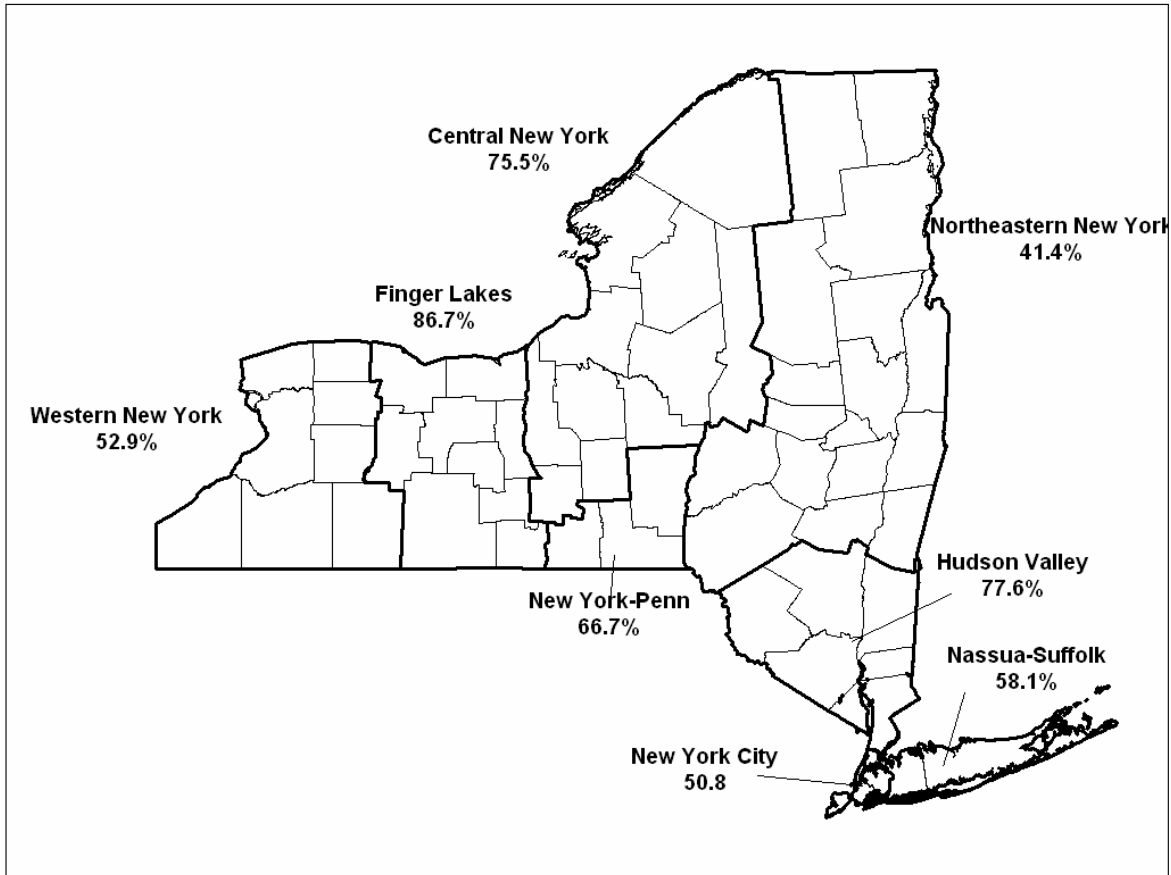 Central New York
75.5%
Northeastern New York
41.4%
Finger Lakes
86.7%
Western New York
52.9%
Hudson Valley
77.6%
New York-Penn
66.7%
Nassua-Suffolk
58.1%
New York City
50.8